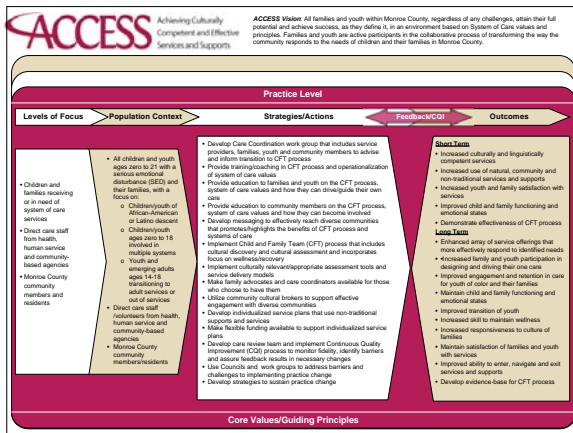 ACCESS
Achieving Culturally
Competent and Effective
Services and Supports
ACCESS Vision: All families and youth within Monroe County, regardless of any challenges, attain their full
potential and achieve success, as they define it, in an environment based on System of Care values and
principles. Families and youth are active participants in the collaborative process of transforming the way the
community responds to the needs of children and their families in Monroe County.
Practice Level
Levels of Focus
Population Context
Strategies/Actions
Feedback/CQI
Outcomes
• Children and
families receiving
or in need of
system of care
services
• Direct care staff
from health,
human service
and community-
based agencies
• Monroe County
community
members and
residents
• All children and youth
ages zero to 21 with a
serious emotional
disturbance (SED) and
their families, with a
focus on:
o Children/youth of
African-American
or Latino descent
o Children/youth
ages zero to 18
involved in
multiple systems
o Youth and
emerging adults
ages 14-18
transitioning to
adult services or
out of services
• Direct care staff
/volunteers from health,
human service and
community-based
agencies
• Monroe County
community
members/residents
• Develop Care Coordination work group that includes service
providers, families, youth and community members to advise
and inform transition to CFT process
• Provide training/coaching in CFT process and operationalization
of system of care values
• Provide education to families and youth on the CFT process,
system of care values and how they can drive/guide their own
care
• Provide education to community members on the CFT process,
system of care values and how they can become involved
• Develop messaging to effectively reach diverse communities
that promotes/highlights the benefits of CFT process and
systems of care
• Implement Child and Family Team (CFT) process that includes
cultural discovery and cultural assessment and incorporates
focus on wellness/recovery
• Implement culturally relevant/appropriate assessment tools and
service delivery models
• Make family advocates and care coordinators available for those
who choose to have them
• Utilize community cultural brokers to support effective
engagement with diverse communities
• Develop individualized service plans that use non-traditional
supports and services
• Make flexible funding available to support individualized service
plans
• Develop care review team and implement Continuous Quality
Improvement (CQI) process to monitor fidelity, identify barriers
and assure feedback results in necessary changes
• Use Councils and work groups to address barriers and
challenges to implementing practice change
• Develop strategies to sustain practice change
Short Term
• Increased culturally and linguistically
competent services
• Increased use of natural, community and
non-traditional services and supports
• Increased youth and family satisfaction with
services
• Improved child and family functioning and
emotional states
• Demonstrate effectiveness of CFT process
Long Term
• Enhanced array of service offerings that
more effectively respond to identified needs
• Increased family and youth participation in
designing and driving their one care
• Improved engagement and retention in care
for youth of color and their families
• Maintain child and family functioning and
emotional states
• Improved transition of youth
• Increased skill to maintain wellness
• Increased responsiveness to culture of
families
• Maintain satisfaction of families and youth
with services
• Improved ability to enter, navigate and exit
services and supports
• Develop evidence-base for CFT process
Core Values/Guiding Principles